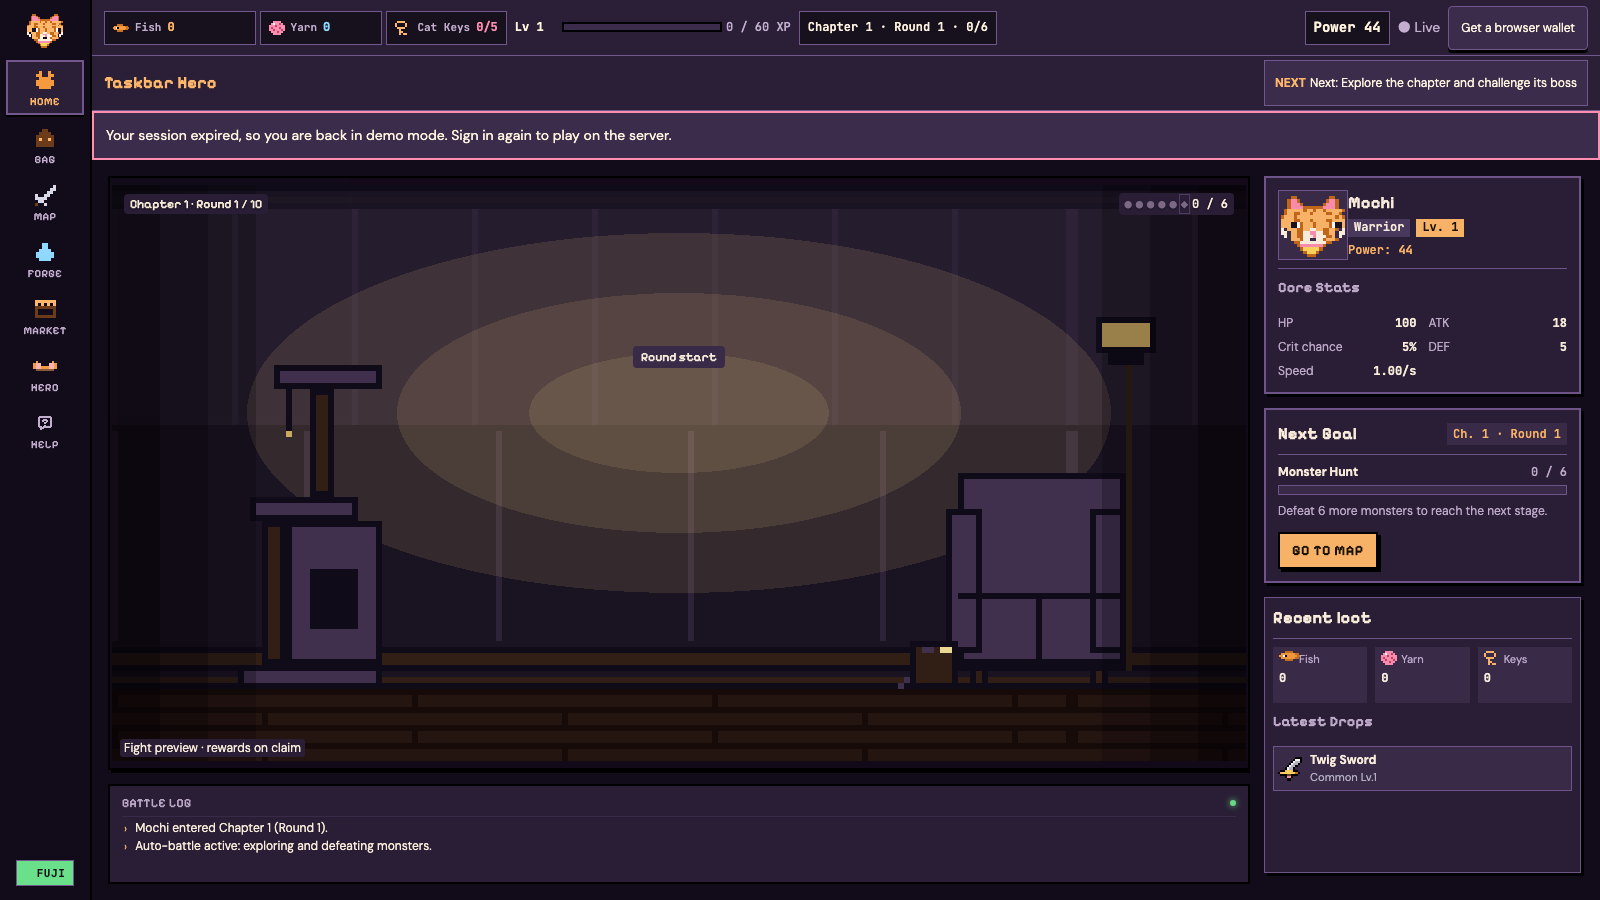 Fish 0
Yarn 0
Cat Keys 0/5
Lv 1
0 / 60 XP
Chapter 1 · Round 1 · 0/6
Power 44
Live
Get a browser wallet
HOME
BAG
MAP
FORGE
MARKET
HERO
HELP
FUJI
Taskbar Hero
NEXT Next: Explore the chapter and challenge its boss
Your session expired, so you are back in demo mode. Sign in again to play on the server.
Chapter 1 · Round 1 / 10
0 / 6
Round start
Fight preview · rewards on claim
BATTLE LOG
› Mochi entered Chapter 1 (Round 1).
› Auto-battle active: exploring and defeating monsters.
Mochi
Warrior Lv. 1
Power: 44
Core Stats
HP 100 ATK 18
Crit chance 5% DEF 5
Speed 1.00/s
Next Goal Ch. 1 · Round 1
Monster Hunt 0 / 6
Defeat 6 more monsters to reach the next stage.
GO TO MAP
Recent loot
Fish Yarn Keys
0 0 0
Latest Drops
Twig Sword
Common Lv.1